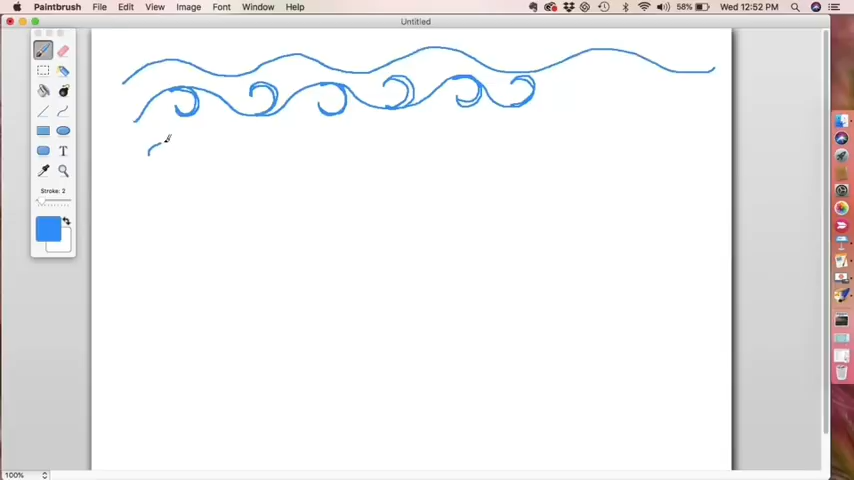 Paintbrush File Edit View Image Font Window Help 58% Wed 12:52 PM
Untitled
T
Stroke: 2
100%